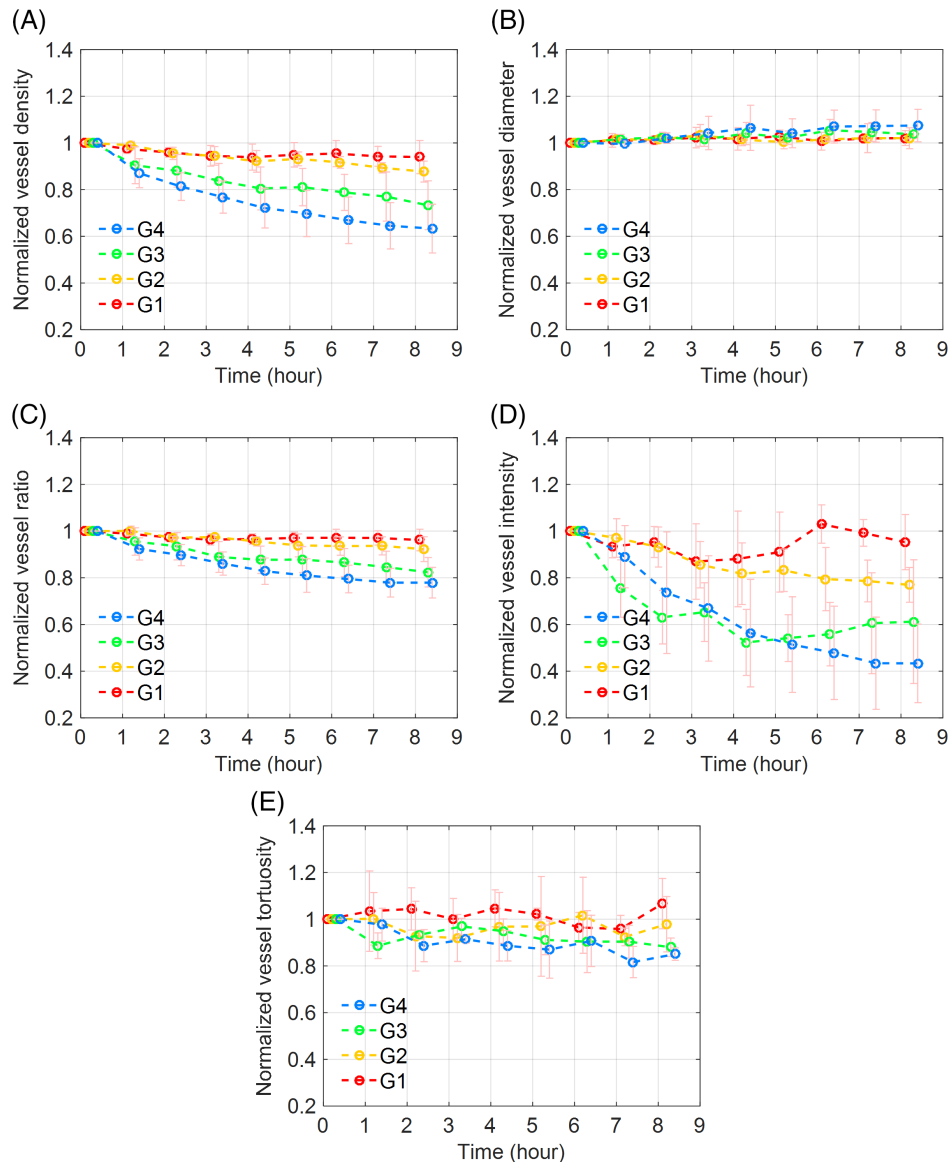 (A)
Normalized vessel density
1.4
1.2
1
0.8
0.6
0.4
0.2
G4
G3
G2
G1
0 1 2 3 4 5 6 7 8 9
Time (hour)
(B)
Normalized vessel diameter
1.4
1.2
1
0.8
0.6
0.4
0.2
G4
G3
G2
G1
0 1 2 3 4 5 6 7 8 9
Time (hour)
(C)
Normalized vessel ratio
1.4
1.2
1
0.8
0.6
0.4
0.2
G4
G3
G2
G1
0 1 2 3 4 5 6 7 8 9
Time (hour)
(D)
Normalized vessel intensity
1.4
1.2
1
0.8
0.6
0.4
0.2
G4
G3
G2
G1
0 1 2 3 4 5 6 7 8 9
Time (hour)
(E)
Normalized vessel tortuosity
1.4
1.2
1
0.8
0.6
0.4
0.2
G4
G3
G2
G1
0 1 2 3 4 5 6 7 8 9
Time (hour)